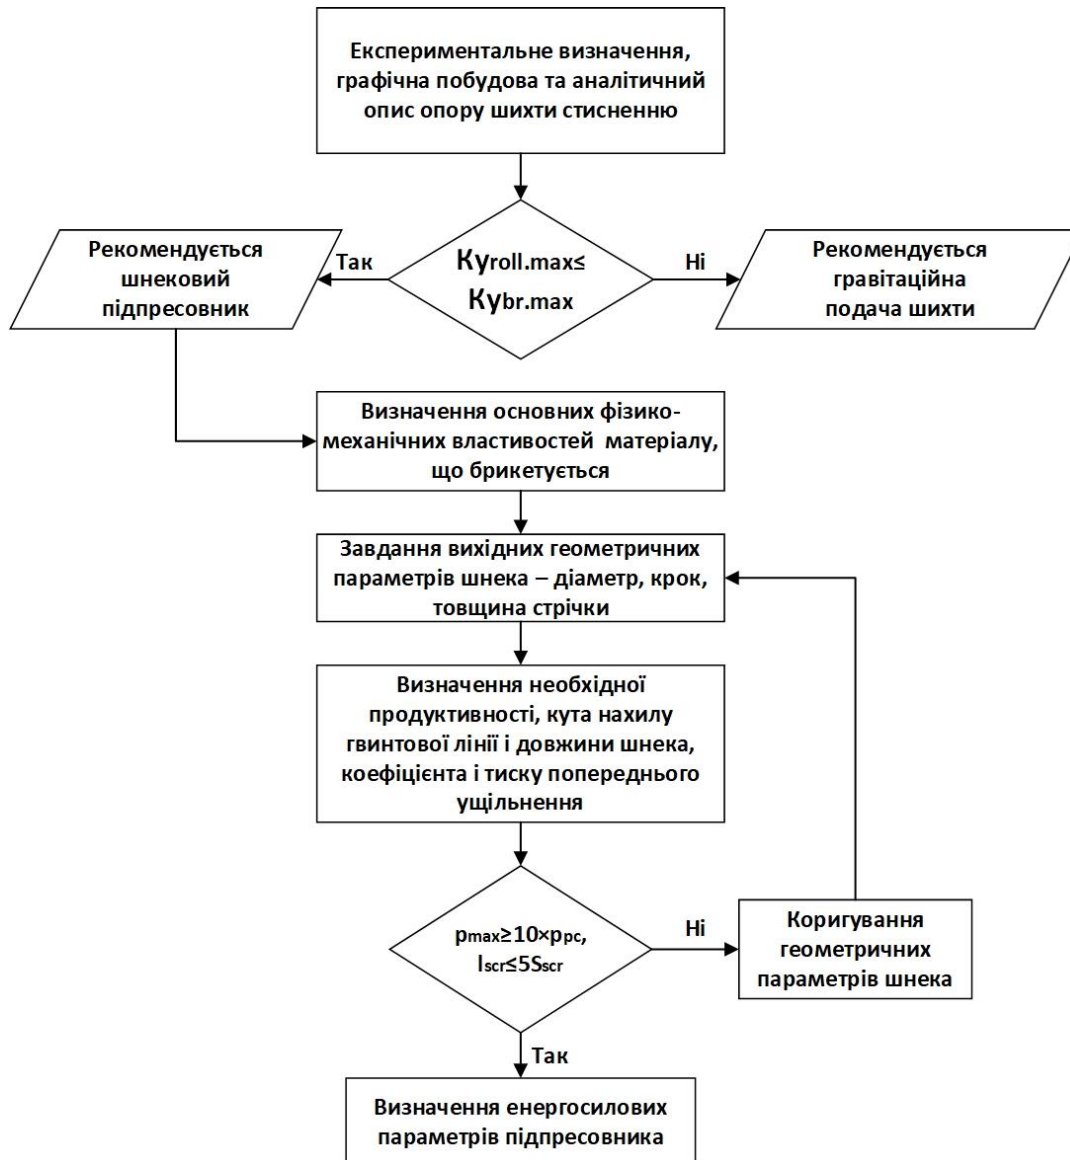 Експериментальне визначення,
графічна побудова та аналітичний
опис опору шихти стисненню
Рекомендується
шнековий
підпресовник
Так
Kyroll.max≤
Kybr.max
Ні
Рекомендується
гравітаційна
подача шихти
Визначення основних фізико-
механічних властивостей матеріалу,
що брикетується
Завдання вихідних геометричних
параметрів шнека – діаметр, крок,
товщина стрічки
Визначення необхідної
продуктивності, кута нахилу
гвинтової лінії і довжини шнека,
коефіцієнта і тиску попереднього
ущільнення
pmax≥10×ppc,
lscr≤5Sscr
Ні
Коригування
геометричних
параметрів шнека
Так
Визначення енергосилових
параметрів підпресовника